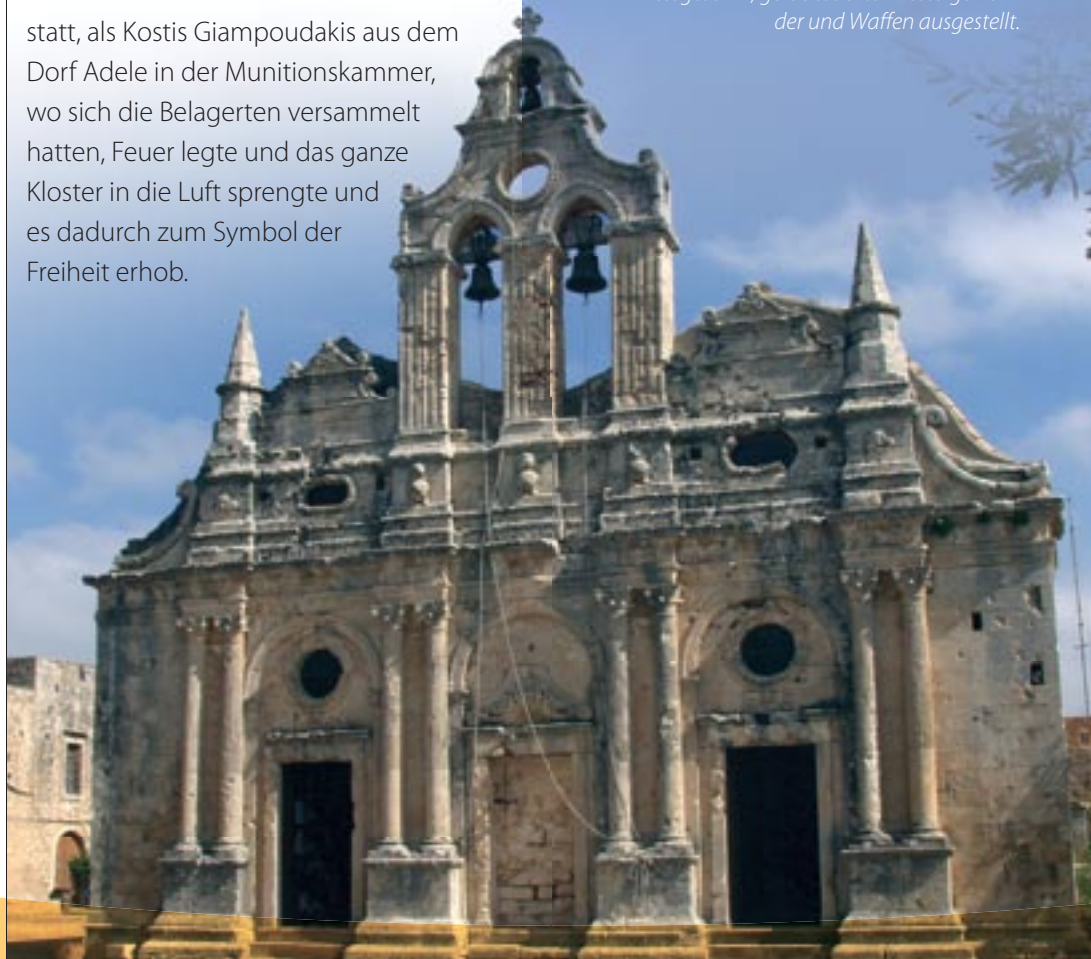 statt, als Kostis Giampoudakis aus dem
Dorf Adele in der Munitionskammer,
wo sich die Belagerten versammelt
hatten, Feuer legte und das ganze
Kloster in die Luft sprengte und
es dadurch zum Symbol der
Freiheit erhob.
der und Waffen ausgestellt.